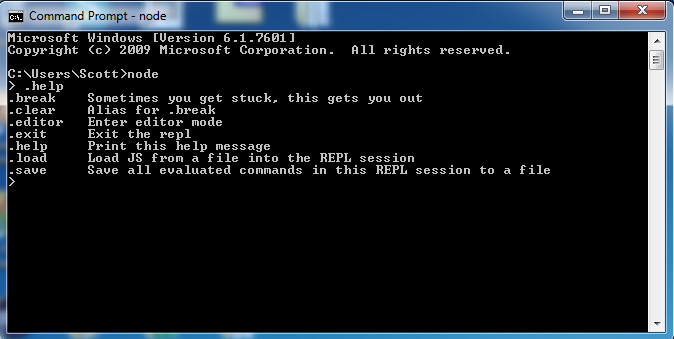 Command Prompt - node
Microsoft Windows [Version 6.1.7601]
Copyright (c) 2009 Microsoft Corporation.  All rights reserved.
C:\Users\Scott>node
> .help
.break    Sometimes you get stuck, this gets you out
.clear    Alias for .break
.editor   Enter editor mode
.exit     Exit the repl
.help     Print this help message
.load     Load JS from a file into the REPL session
.save     Save all evaluated commands in this REPL session to a file
>